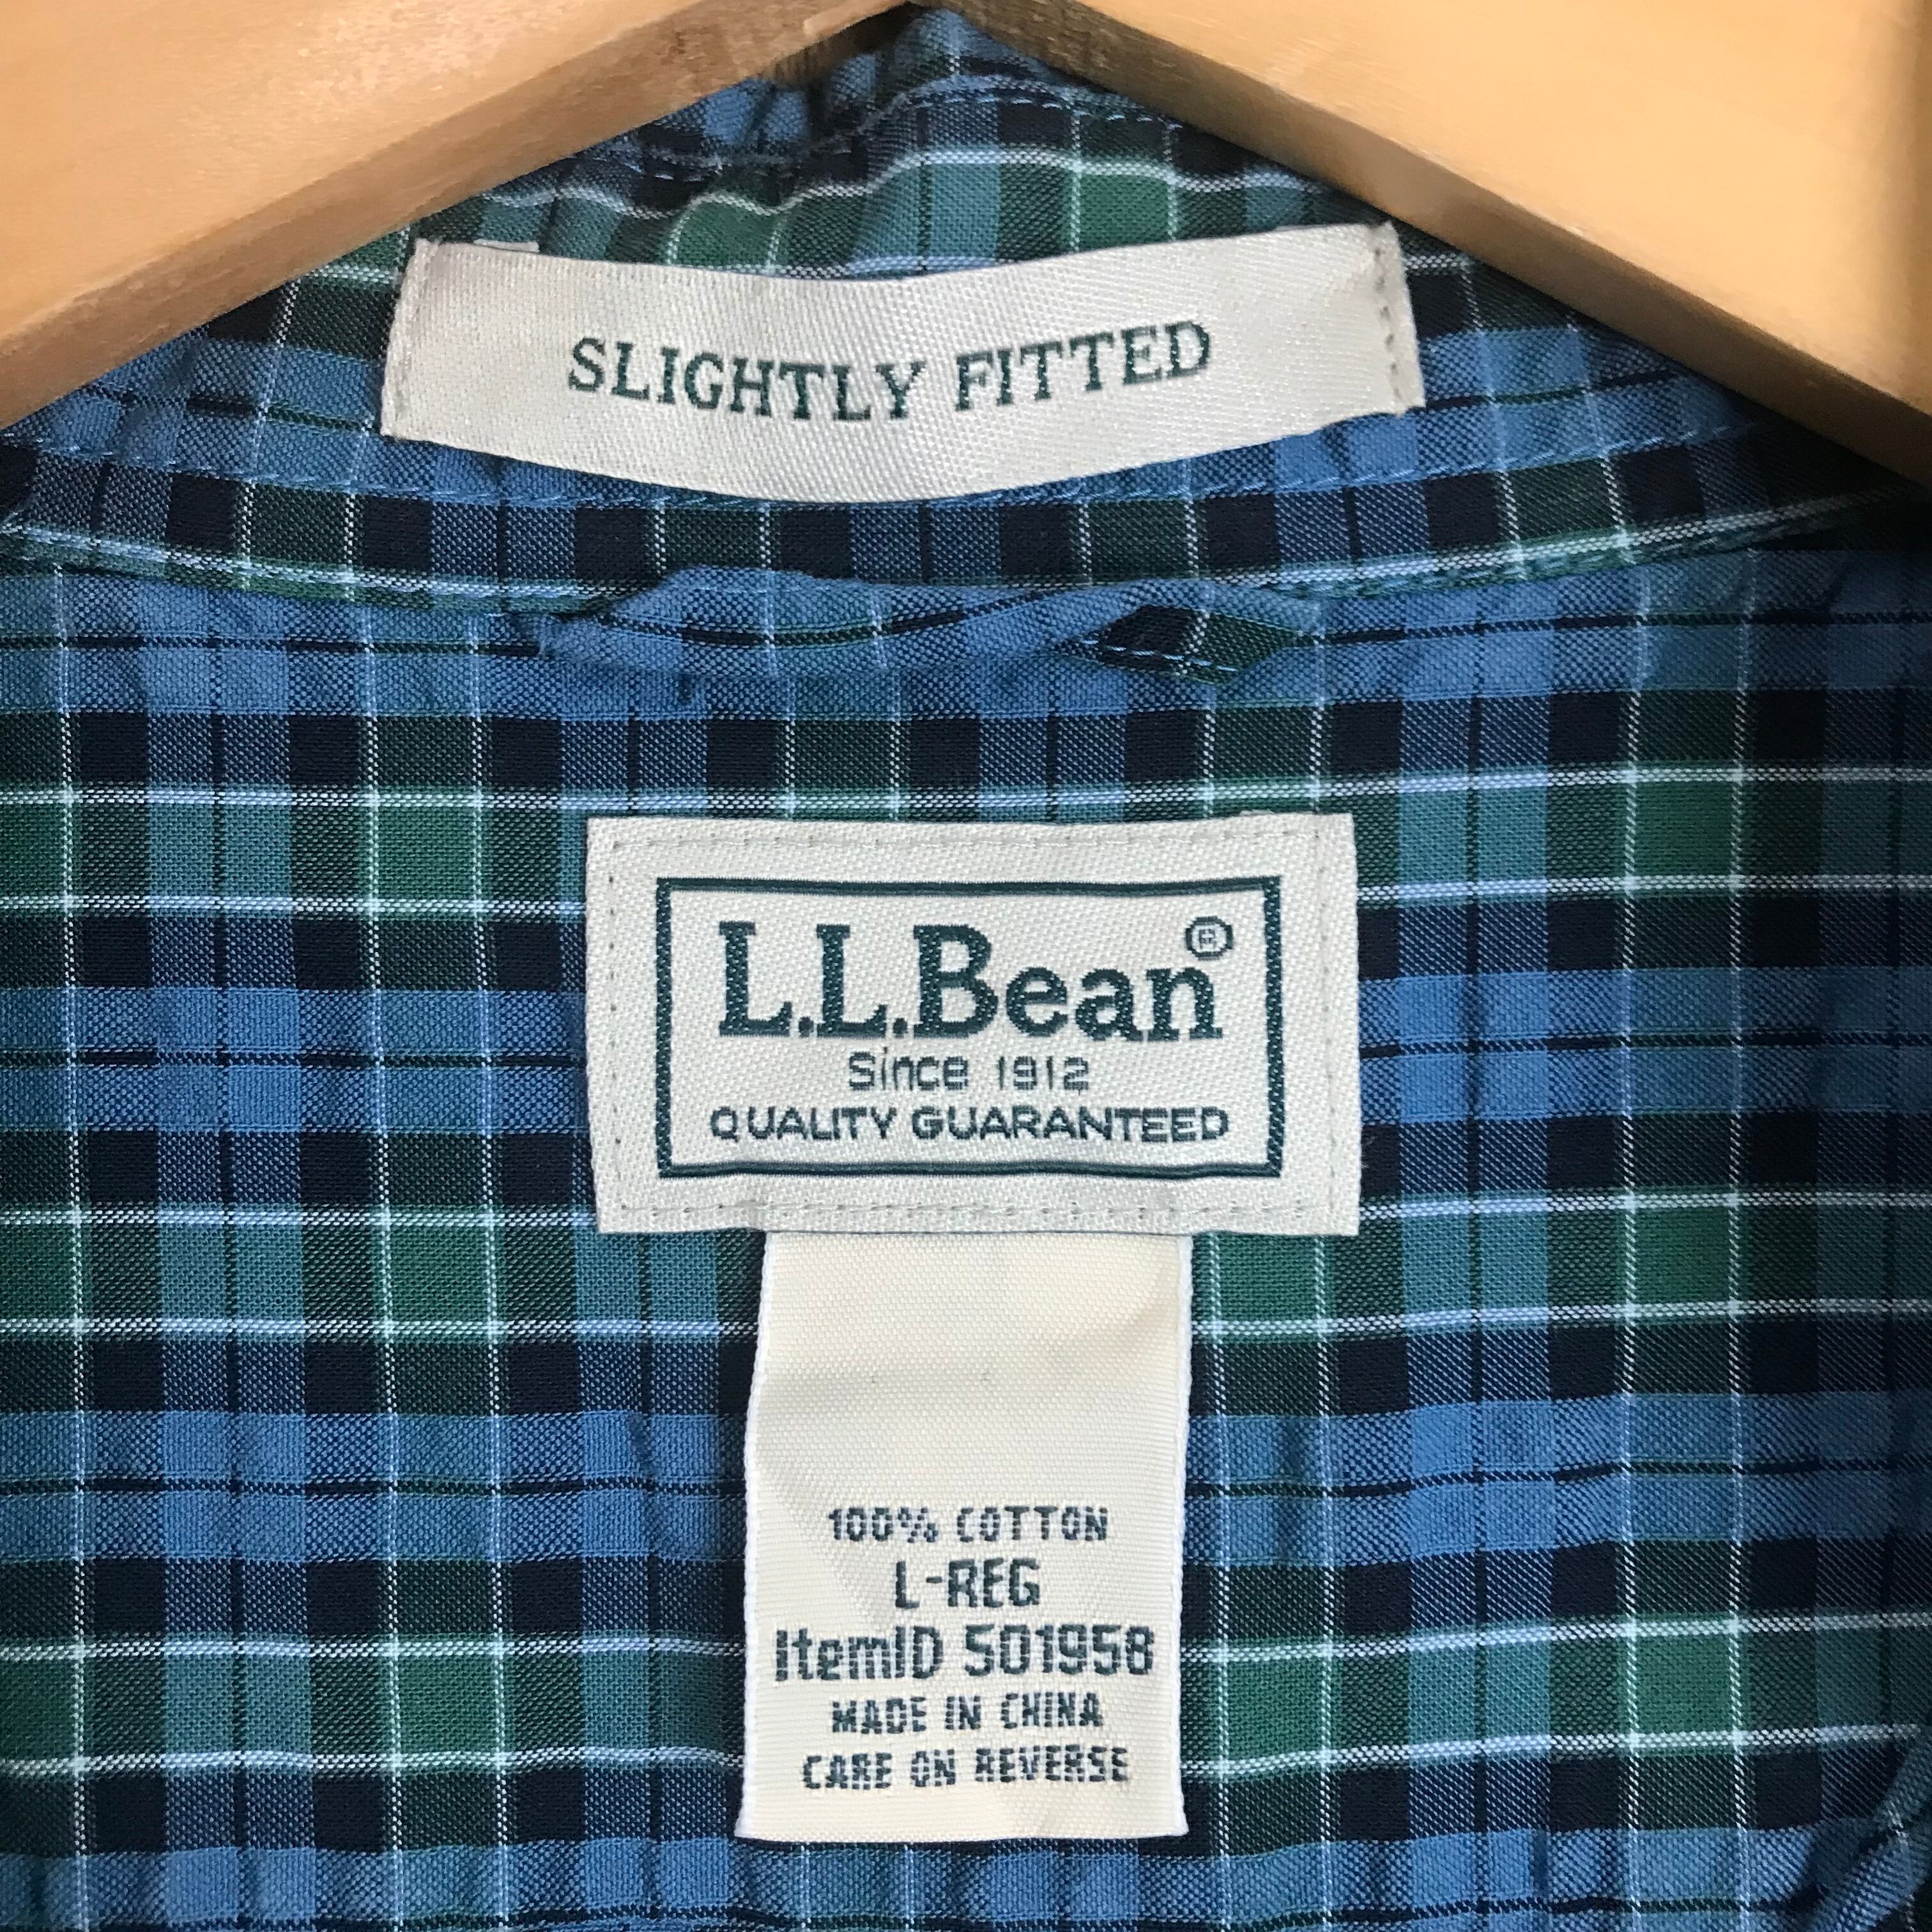 SLIGHTLY FITTED
L.L.Bean®
Since 1912
QUALITY GUARANTEED
100% COTTON
L-REG
ItemID 501958
MADE IN CHINA
CARE ON REVERSE